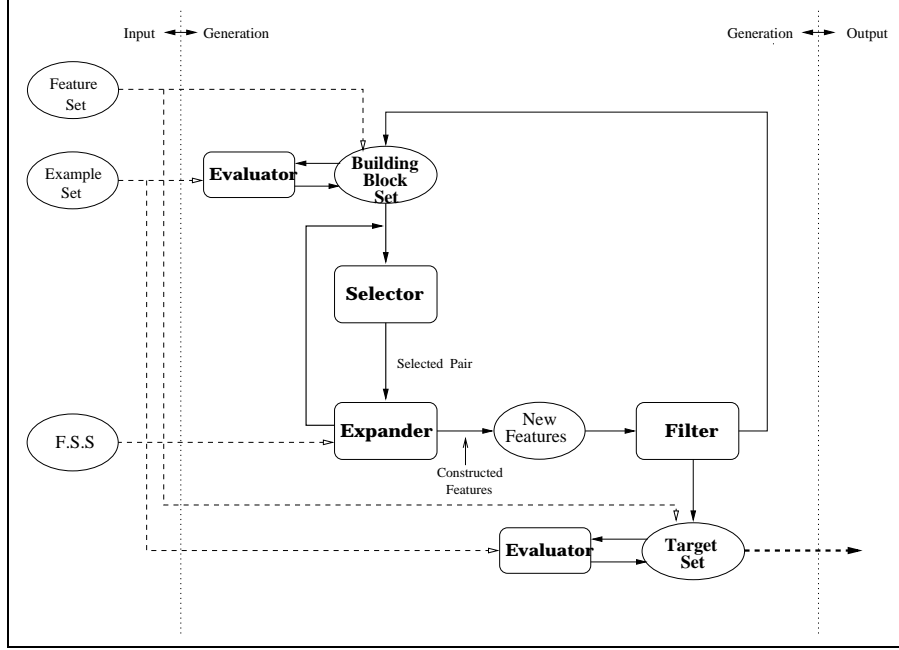 Input
Generation
Generation
Output
Feature
Set
Example
Set
Evaluator
Building
Block
Set
Selector
Selected Pair
F.S.S
Expander
New
Features
Filter
Constructed
Features
Evaluator
Target
Set